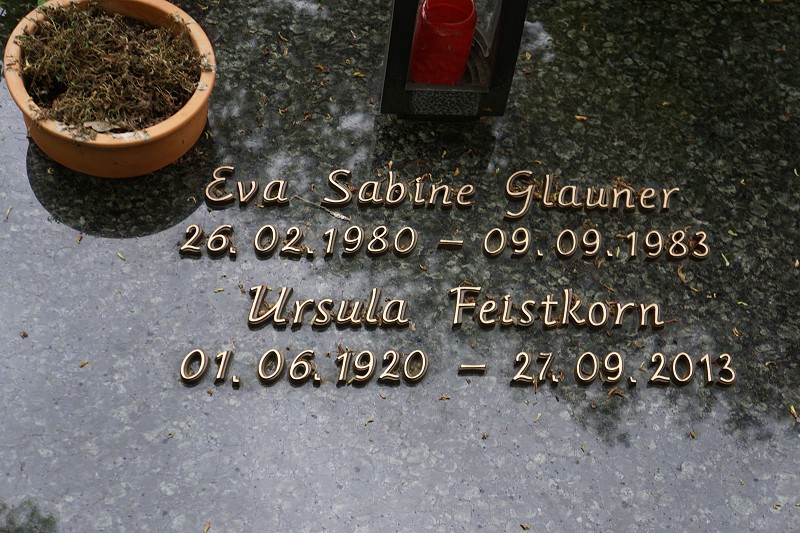 Eva Sabine Glauner
26. 02. 1980 – 09. 09. 1983
Ursula Feistkorn
01. 06. 1920 – 27. 09. 2013